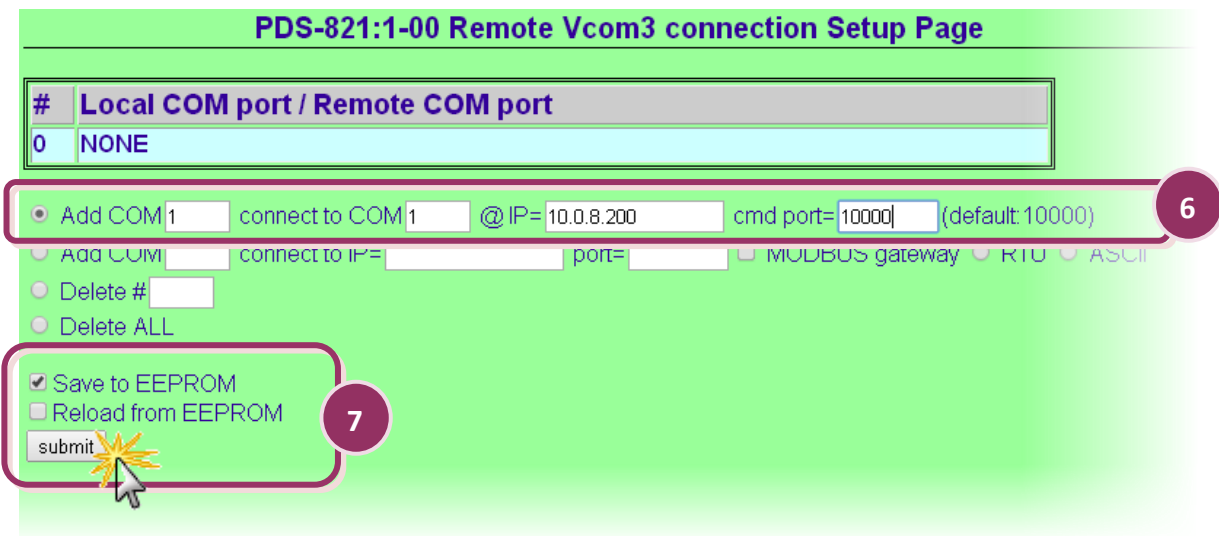 PDS-821:1-00 Remote Vcom3 connection Setup Page
# Local COM port / Remote COM port
0 NONE
Add COM 1 connect to COM 1 @ IP= 10.0.8.200 cmd port= 10000 (default:10000)
6
Add COM connect to IP= port= MODBUS gateway RTU ASCII
Delete #
Delete ALL
Save to EEPROM
Reload from EEPROM
7
submit